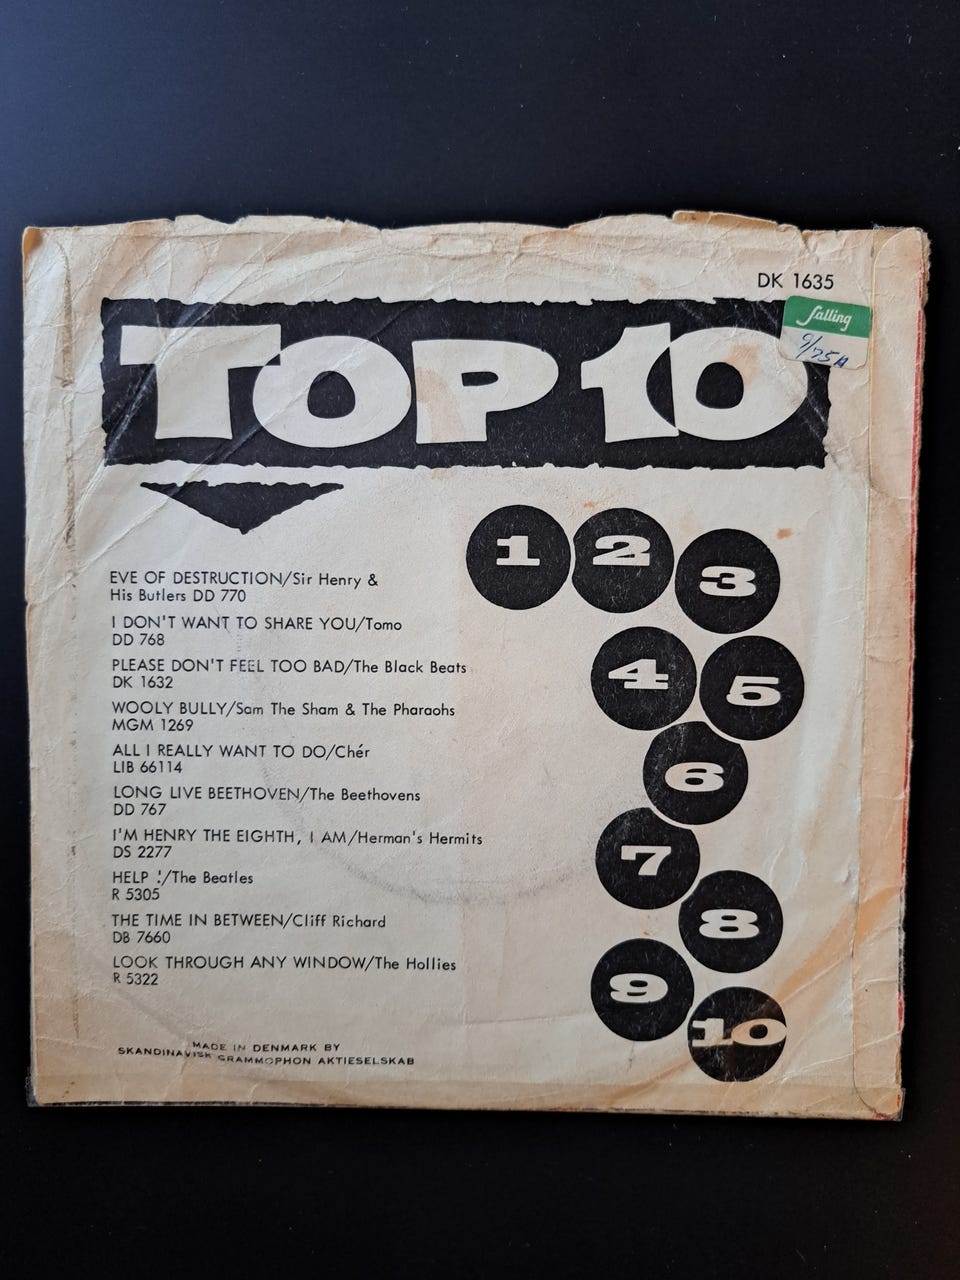 DK 1635
Salling
9/75A
TOP 10
1
2
3
4
5
6
7
8
9
10
EVE OF DESTRUCTION/Sir Henry &
His Butlers DD 770
I DON'T WANT TO SHARE YOU/Tomo
DD 768
PLEASE DON'T FEEL TOO BAD/The Black Beats
DK 1632
WOOLY BULLY/Sam The Sham & The Pharaohs
MGM 1269
ALL I REALLY WANT TO DO/Chér
LIB 66114
LONG LIVE BEETHOVEN/The Beethovens
DD 767
I'M HENRY THE EIGHTH, I AM/Herman's Hermits
DS 2277
HELP !/The Beatles
R 5305
THE TIME IN BETWEEN/Cliff Richard
DB 7660
LOOK THROUGH ANY WINDOW/The Hollies
R 5322
MADE IN DENMARK BY
SKANDINAVISK GRAMMOPHON AKTIESELSKAB